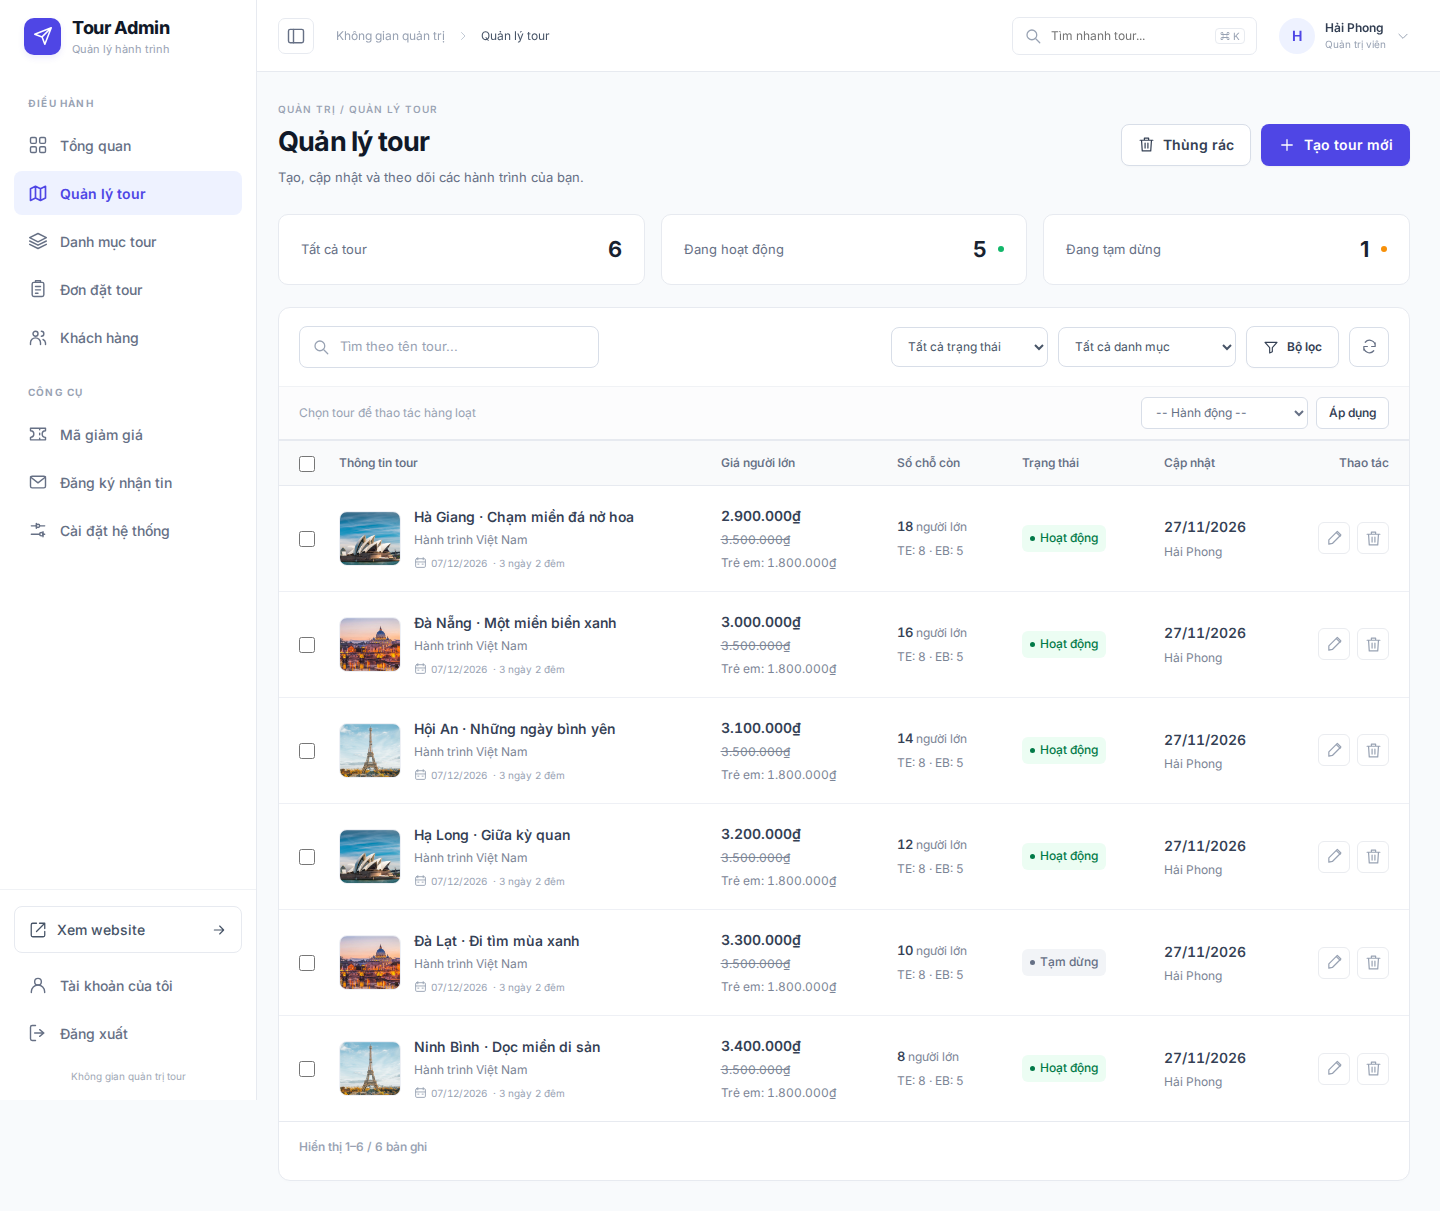 Tour Admin
Quản lý hành trình
ĐIỀU HÀNH
Tổng quan
Quản lý tour
Danh mục tour
Đơn đặt tour
Khách hàng
CÔNG CỤ
Mã giảm giá
Đăng ký nhận tin
Cài đặt hệ thống
Xem website
Tài khoản của tôi
Đăng xuất
Không gian quản trị tour
Không gian quản trị
Quản lý tour
Tìm nhanh tour...
⌘ K
H
Hải Phong
Quản trị viên
QUẢN TRỊ / QUẢN LÝ TOUR
Quản lý tour
Tạo, cập nhật và theo dõi các hành trình của bạn.
Thùng rác
Tạo tour mới
Tất cả tour
6
Đang hoạt động
5
Đang tạm dừng
1
Tìm theo tên tour...
Tất cả trạng thái
Tất cả danh mục
Bộ lọc
Chọn tour để thao tác hàng loạt
-- Hành động --
Áp dụng
Thông tin tour
Giá người lớn
Số chỗ còn
Trạng thái
Cập nhật
Thao tác
Hà Giang · Chạm miền đá nở hoa
Hành trình Việt Nam
07/12/2026 · 3 ngày 2 đêm
2.900.000₫
3.500.000₫
Trẻ em: 1.800.000₫
18 người lớn
TE: 8 · EB: 5
Hoạt động
27/11/2026
Hải Phong
Đà Nẵng · Một miền biển xanh
Hành trình Việt Nam
07/12/2026 · 3 ngày 2 đêm
3.000.000₫
3.500.000₫
Trẻ em: 1.800.000₫
16 người lớn
TE: 8 · EB: 5
Hoạt động
27/11/2026
Hải Phong
Hội An · Những ngày bình yên
Hành trình Việt Nam
07/12/2026 · 3 ngày 2 đêm
3.100.000₫
3.500.000₫
Trẻ em: 1.800.000₫
14 người lớn
TE: 8 · EB: 5
Hoạt động
27/11/2026
Hải Phong
Hạ Long · Giữa kỳ quan
Hành trình Việt Nam
07/12/2026 · 3 ngày 2 đêm
3.200.000₫
3.500.000₫
Trẻ em: 1.800.000₫
12 người lớn
TE: 8 · EB: 5
Hoạt động
27/11/2026
Hải Phong
Đà Lạt · Đi tìm mùa xanh
Hành trình Việt Nam
07/12/2026 · 3 ngày 2 đêm
3.300.000₫
3.500.000₫
Trẻ em: 1.800.000₫
10 người lớn
TE: 8 · EB: 5
Tạm dừng
27/11/2026
Hải Phong
Ninh Bình · Dọc miền di sản
Hành trình Việt Nam
07/12/2026 · 3 ngày 2 đêm
3.400.000₫
3.500.000₫
Trẻ em: 1.800.000₫
8 người lớn
TE: 8 · EB: 5
Hoạt động
27/11/2026
Hải Phong
Hiển thị 1–6 / 6 bản ghi